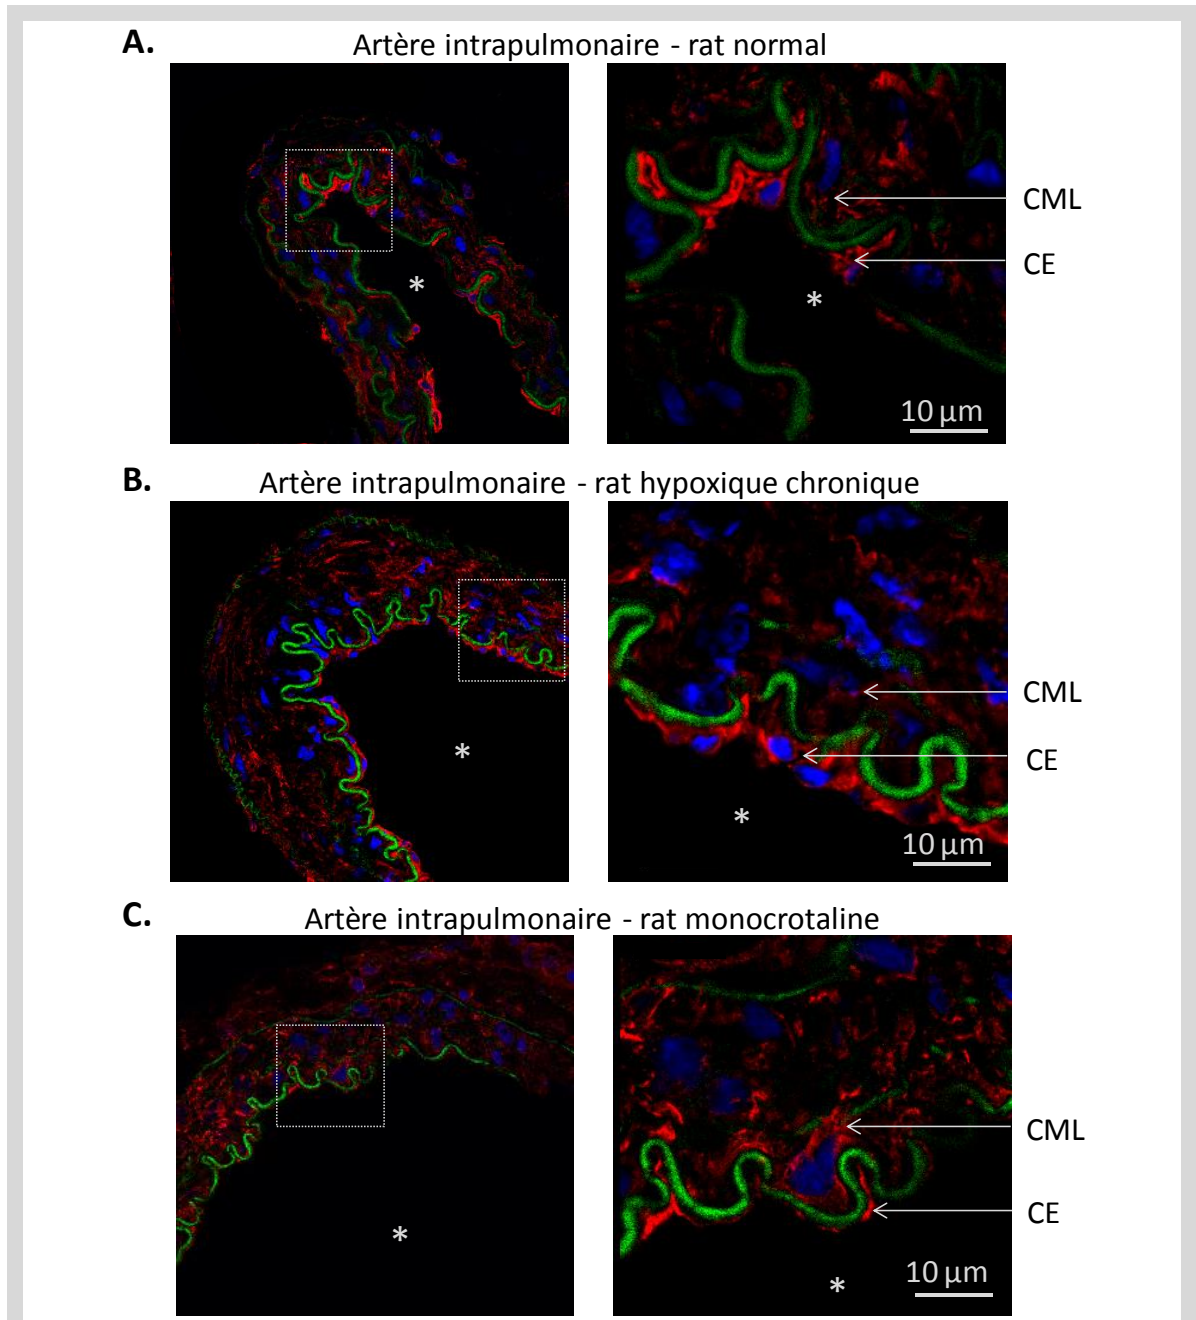 A.
Artère intrapulmonaire - rat normal
CML
CE
*
*
10 µm
B.
Artère intrapulmonaire - rat hypoxique chronique
CML
CE
*
*
10 µm
C.
Artère intrapulmonaire - rat monocrotaline
CML
CE
*
*
10 µm